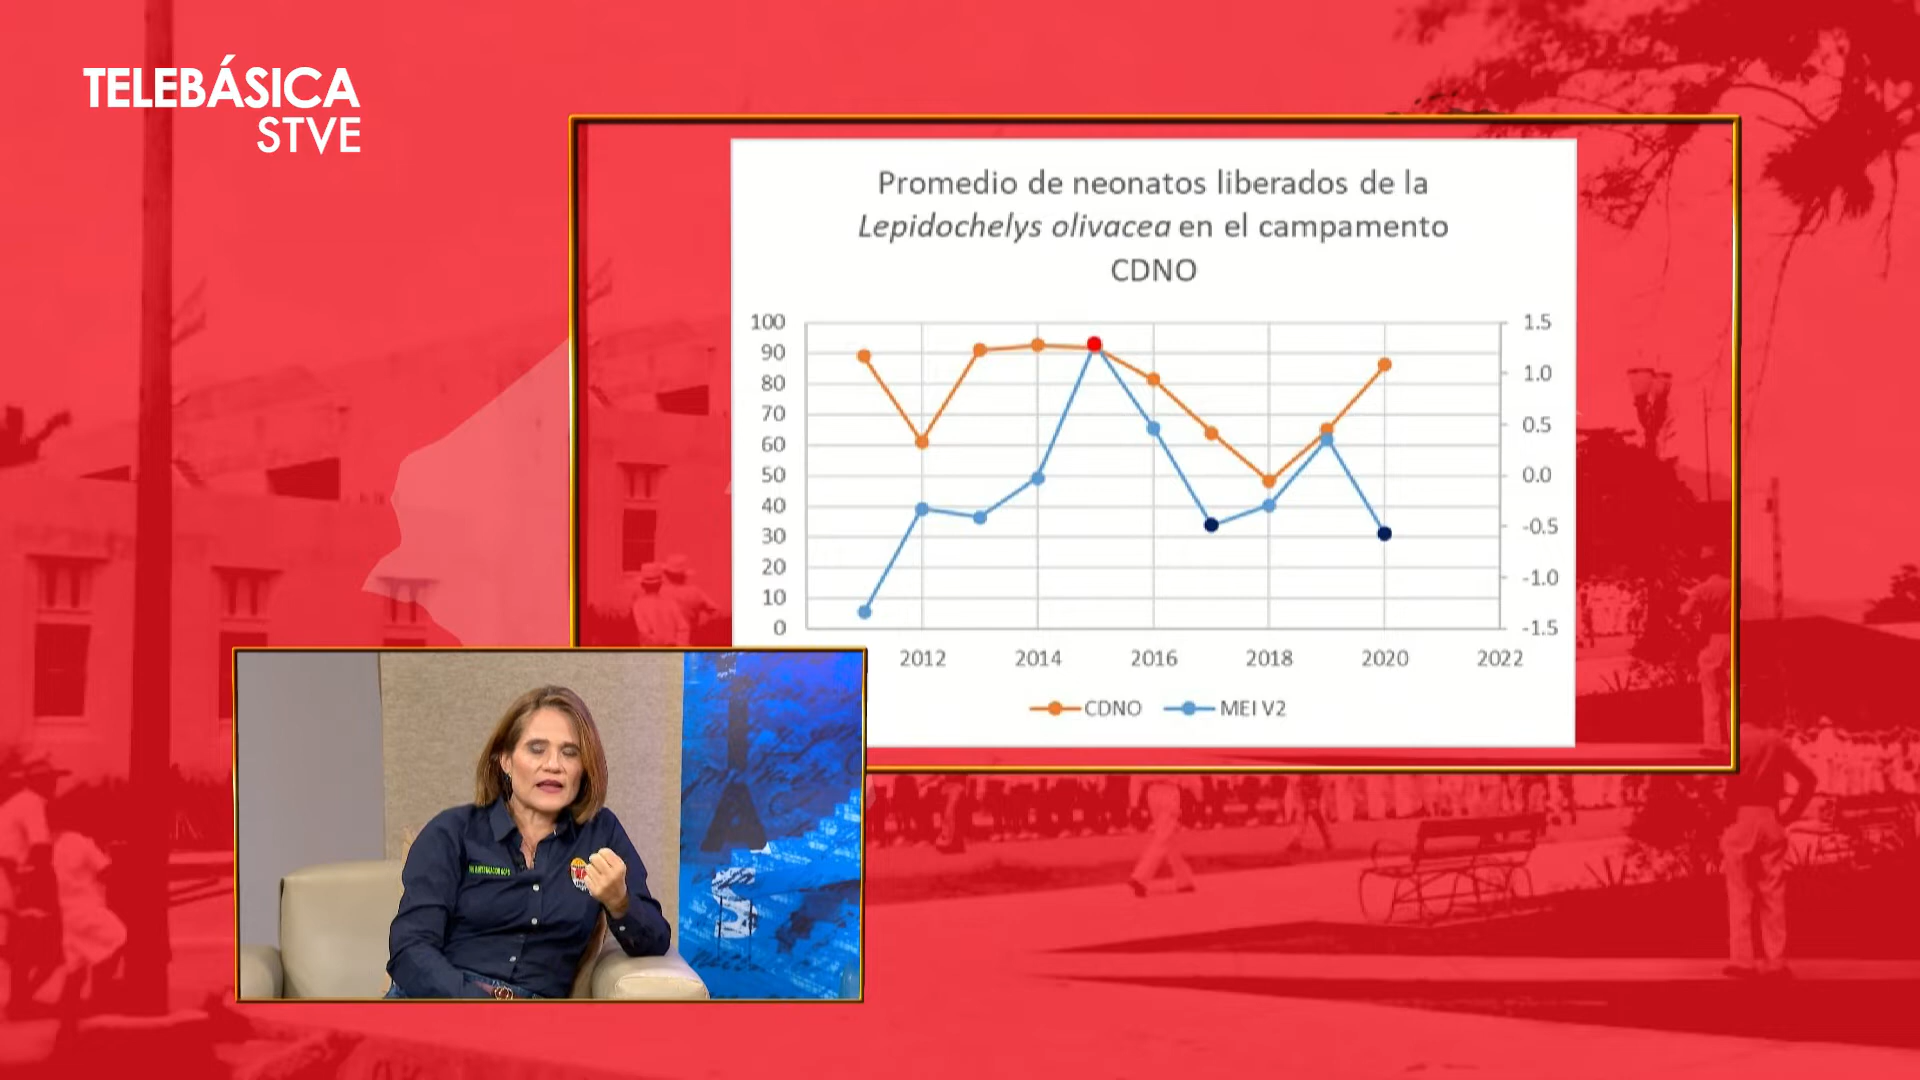 TELEBÁSICA
STVE
Promedio de neonatos liberados de la
Lepidochelys olivacea en el campamento
CDNO
100
90
80
70
60
50
40
30
20
10
0
1.5
1.0
0.5
0.0
-0.5
-1.0
-1.5
2012 2014 2016 2018 2020 2022
CDNO MEI V2